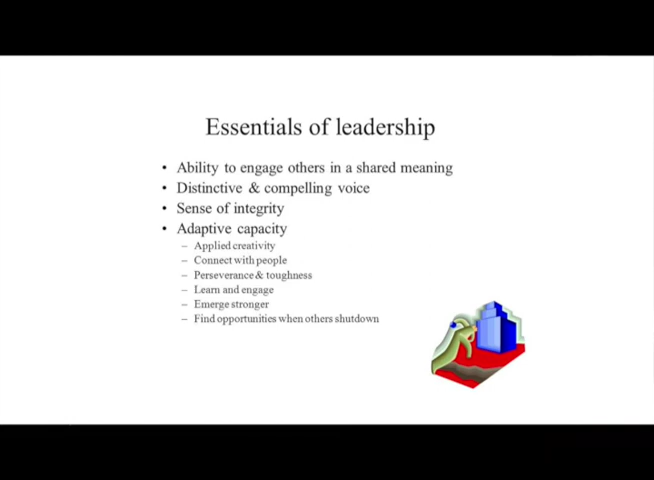 Essentials of leadership
• Ability to engage others in a shared meaning
• Distinctive & compelling voice
• Sense of integrity
• Adaptive capacity
– Applied creativity
– Connect with people
– Perseverance & toughness
– Learn and engage
– Emerge stronger
– Find opportunities when others shutdown